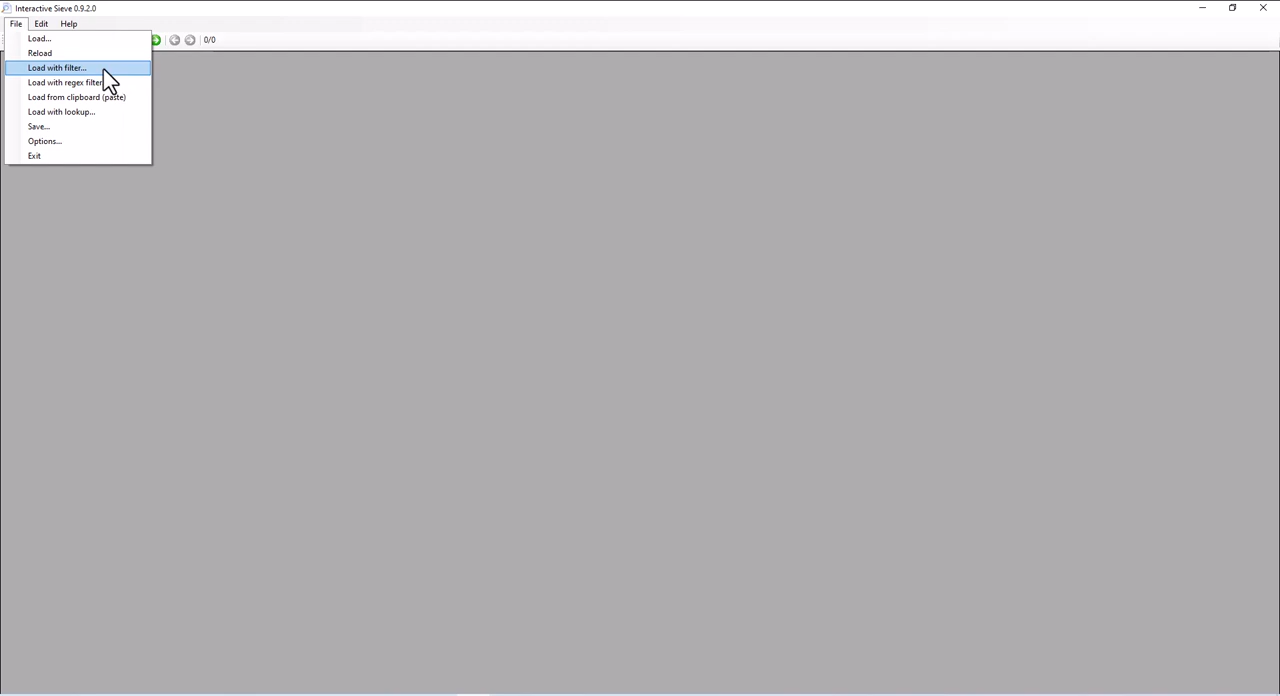 Interactive Sieve 0.9.2.0
File Edit Help
0/0
Load...
Reload
Load with filter...
Load with regex filter
Load from clipboard (paste)
Load with lookup...
Save...
Options...
Exit